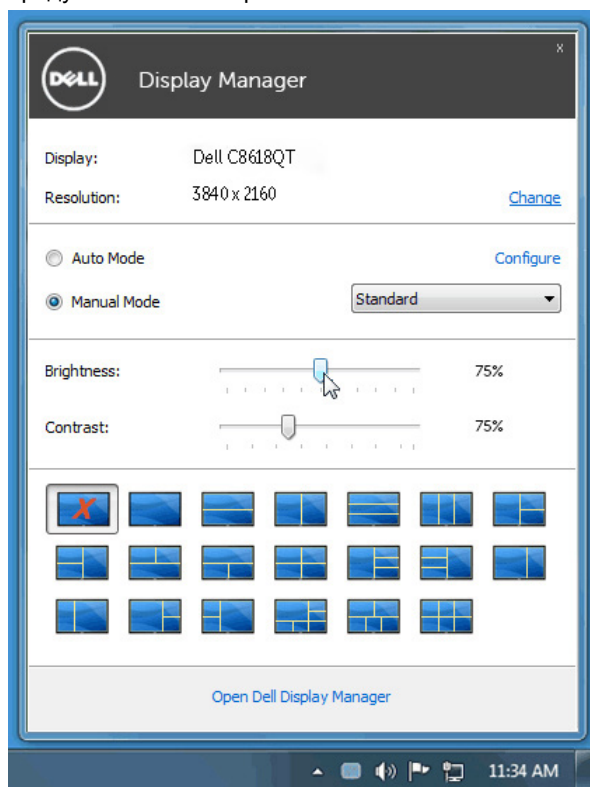 DELL
Display Manager
x
Display: Dell C8618QT
Resolution: 3840 x 2160 Change
Auto Mode Configure
Manual Mode Standard
Brightness: 75%
Contrast: 75%
Open Dell Display Manager
11:34 AM